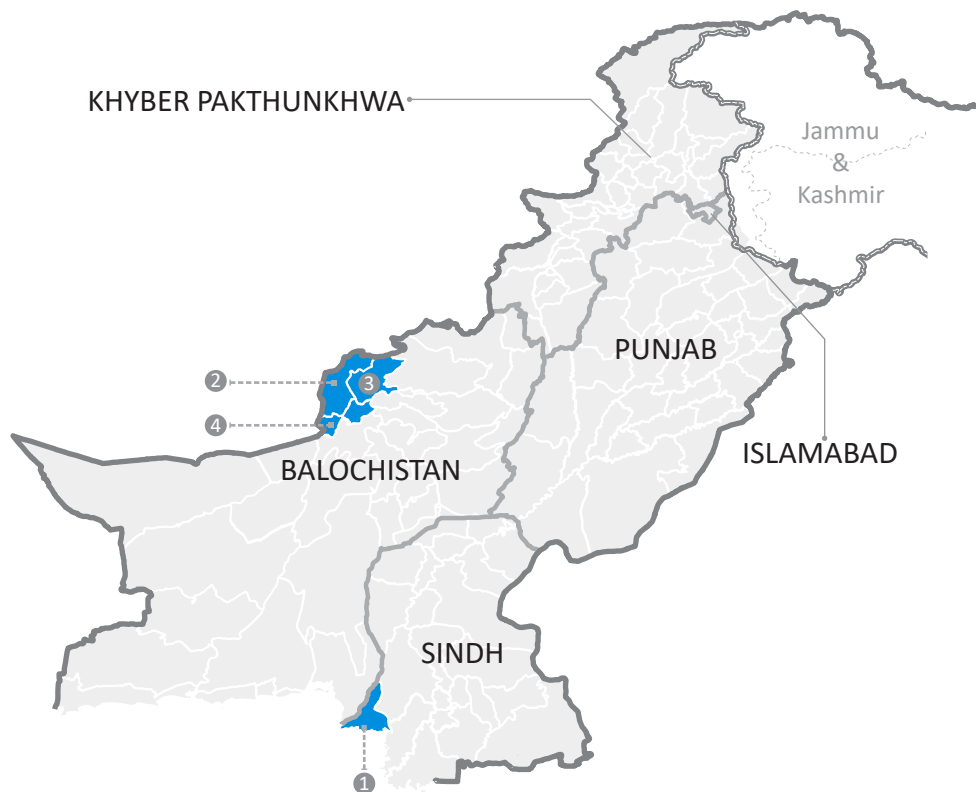 KHYBER PAKTHUNKHWA
Jammu
&
Kashmir
PUNJAB
2
3
4
ISLAMABAD
BALOCHISTAN
SINDH
1